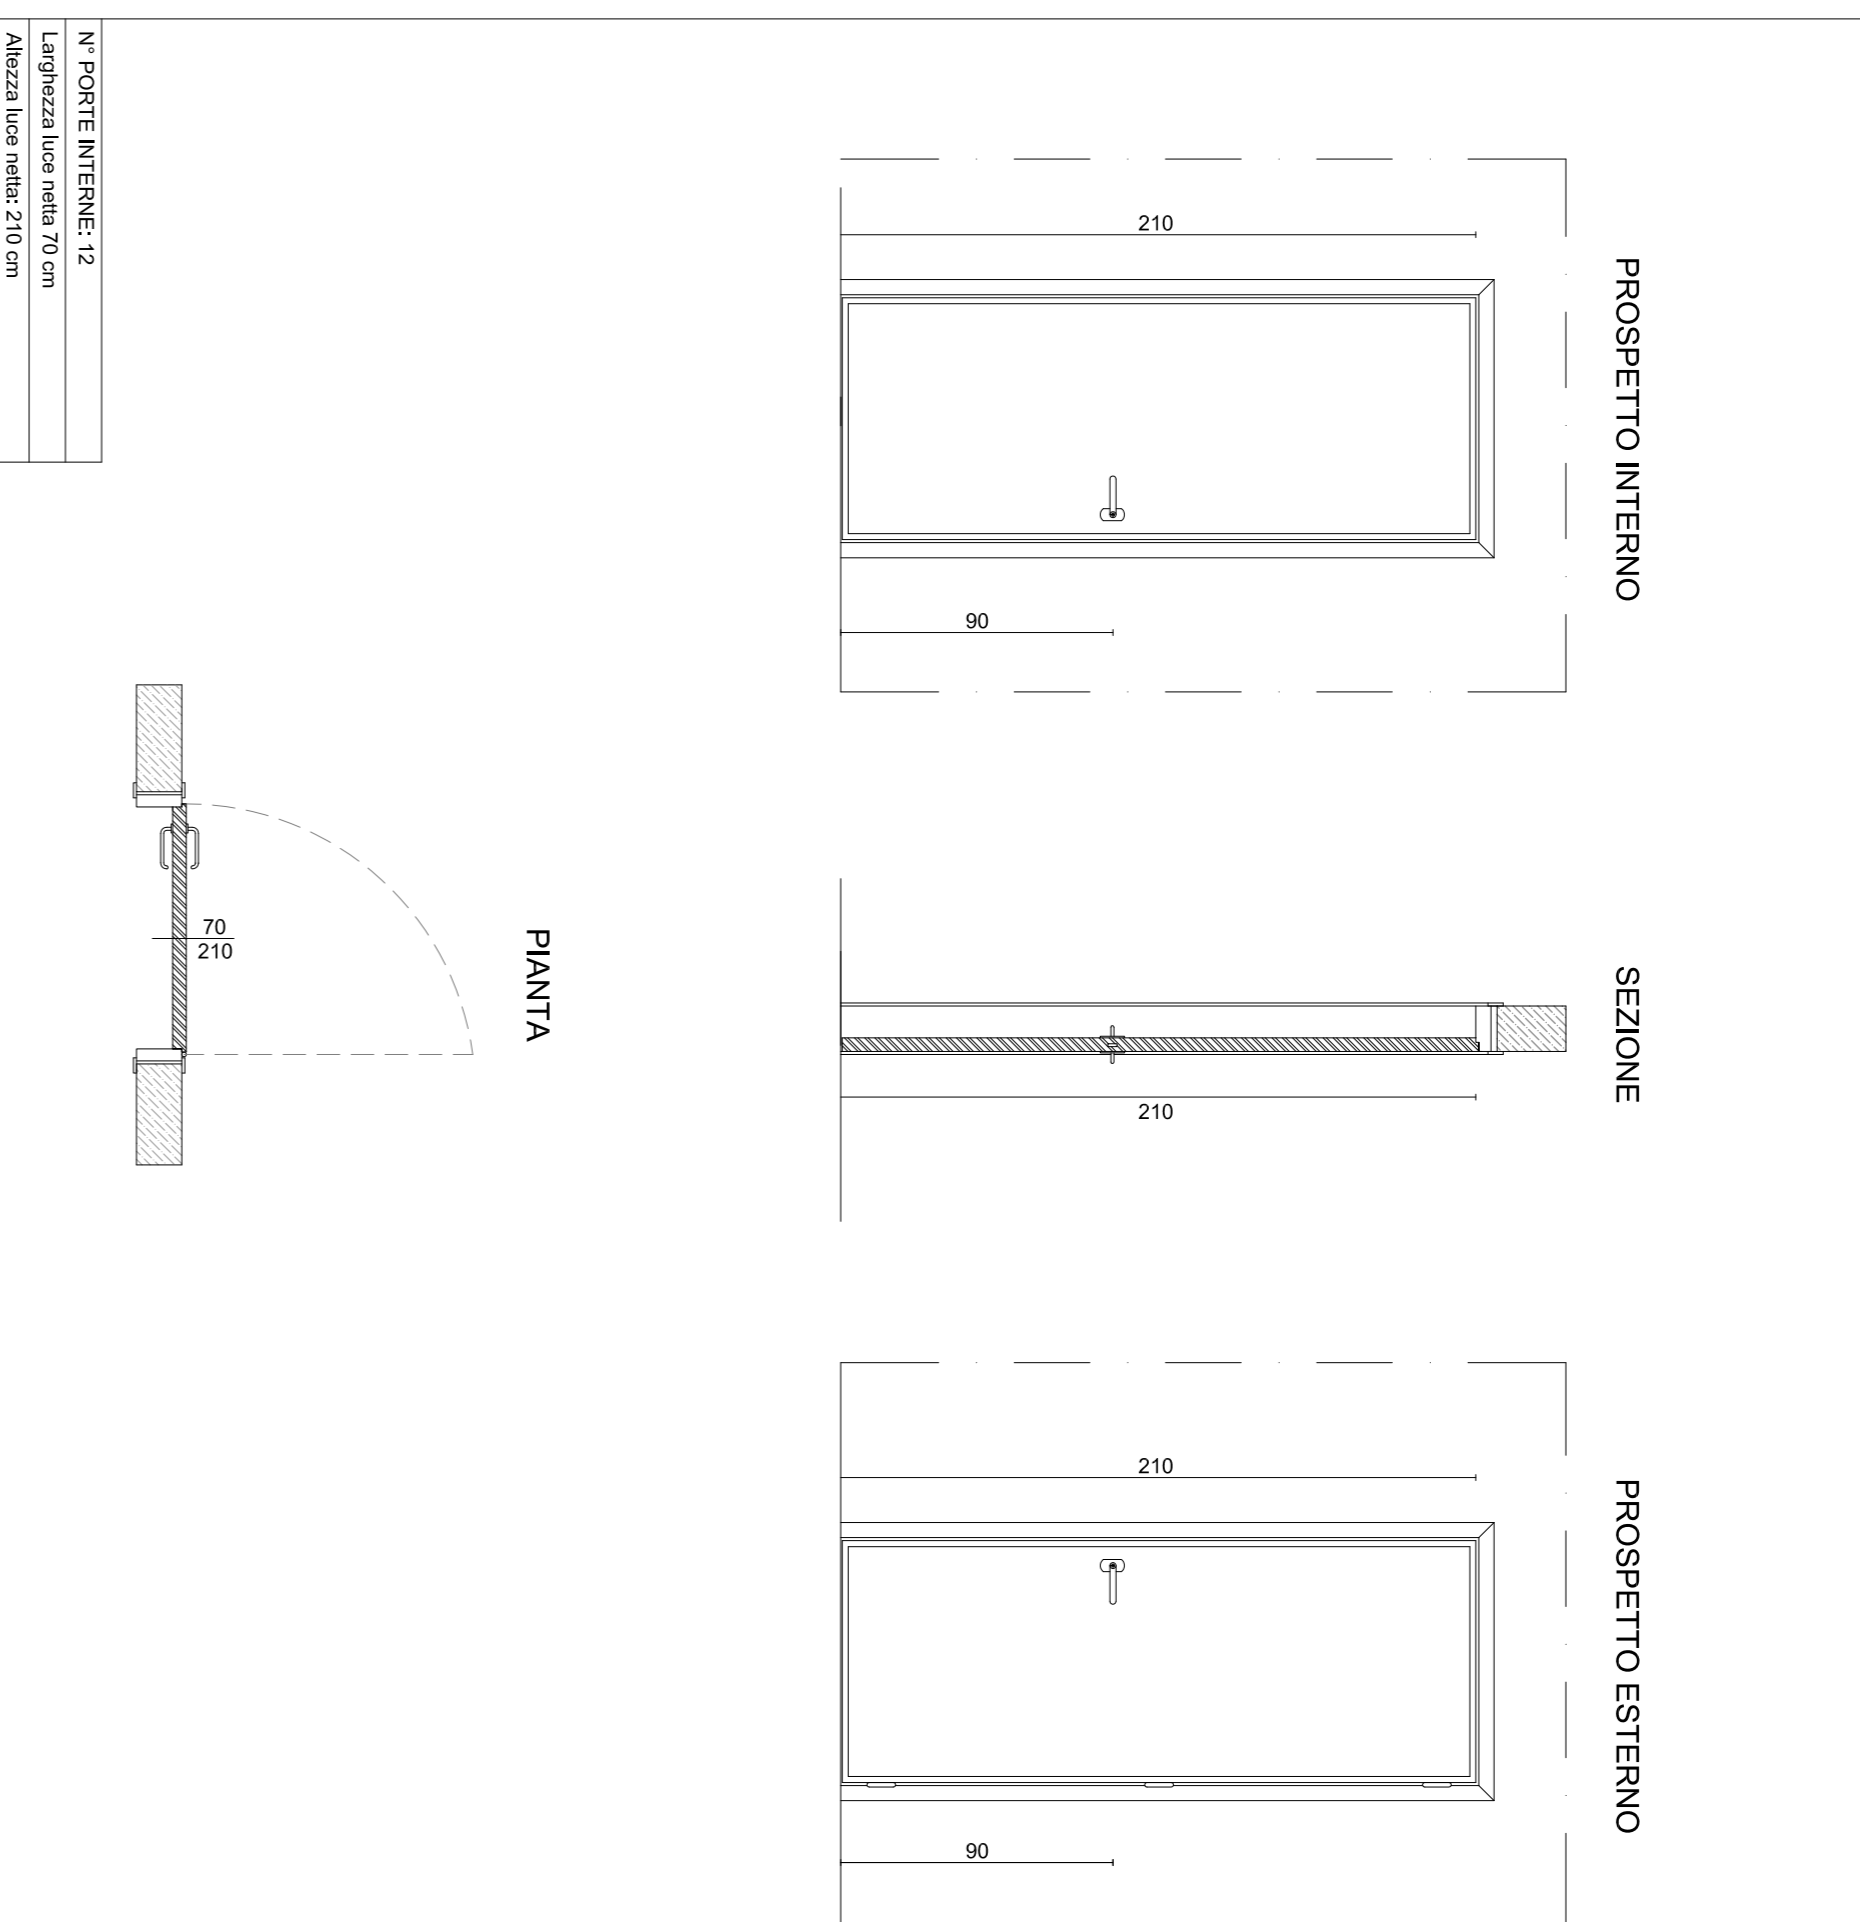 PROSPETTO INTERNO
210
90
SEZIONE
210
PROSPETTO ESTERNO
210
90
PIANTA
70
210
N° PORTE INTERNE: 12
Larghezza luce netta 70 cm
Altezza luce netta: 210 cm